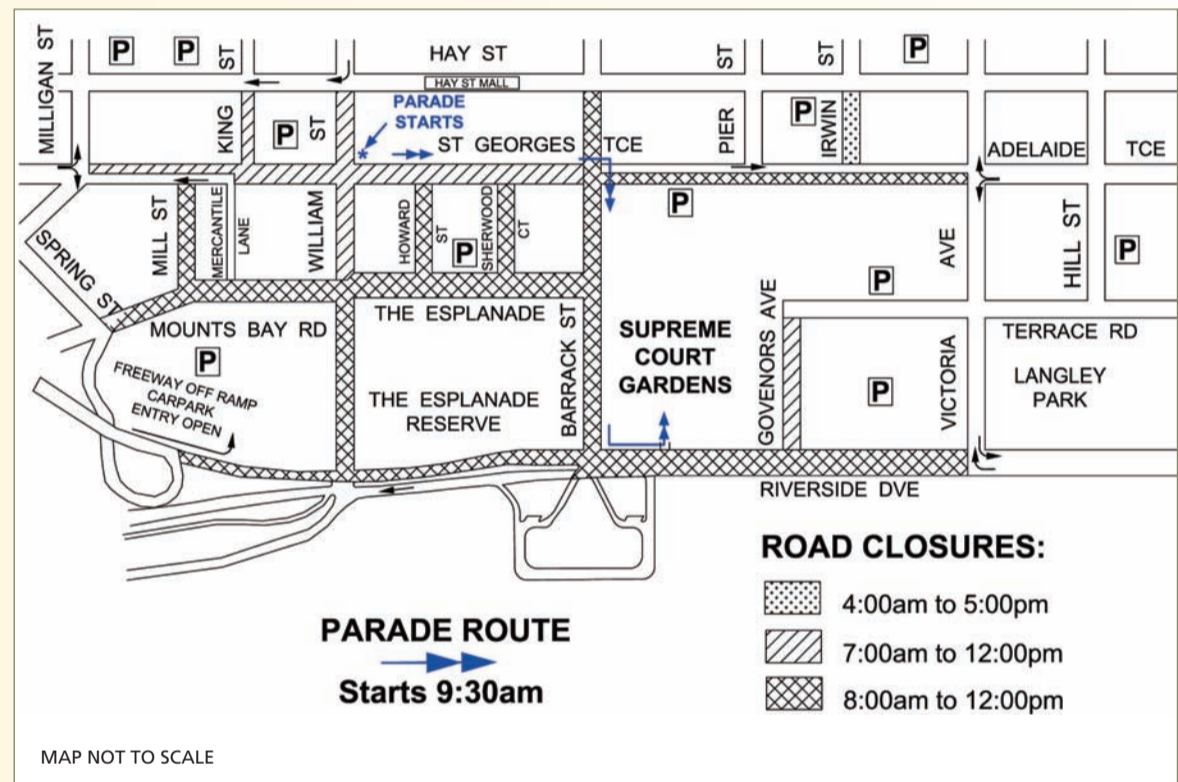 MILLIGAN ST
P
P
KING ST
HAY ST
HAY ST MALL
PIER ST
IRWIN ST
P
P
P
WILLIAM ST
PARADE
STARTS
*
ST GEORGES TCE
ADELAIDE TCE
SPRING ST
MILL ST
MERCANTILE
LANE
HOWARD
ST
P
SHERWOOD
CT
P
P
VICTORIA AVE
HILL ST
P
MOUNTS BAY RD
P
FREEWAY OFF RAMP
CARPARK
ENTRY OPEN
THE ESPLANADE
THE ESPLANADE
RESERVE
BARRACK ST
SUPREME
COURT
GARDENS
GOVENORS AVE
P
TERRACE RD
LANGLEY
PARK
RIVERSIDE DVE
ROAD CLOSURES:
4:00am to 5:00pm
7:00am to 12:00pm
8:00am to 12:00pm
PARADE ROUTE
Starts 9:30am
MAP NOT TO SCALE